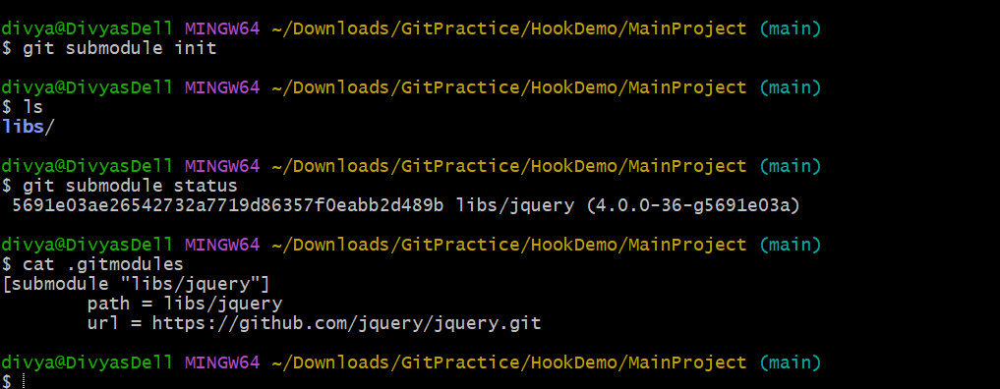 divya@DivyasDell MINGW64 ~/Downloads/GitPractice/HookDemo/MainProject (main)
$ git submodule init
divya@DivyasDell MINGW64 ~/Downloads/GitPractice/HookDemo/MainProject (main)
$ ls
libs/
divya@DivyasDell MINGW64 ~/Downloads/GitPractice/HookDemo/MainProject (main)
$ git submodule status
 5691e03ae26542732a7719d86357f0eabb2d489b libs/jquery (4.0.0-36-g5691e03a)
divya@DivyasDell MINGW64 ~/Downloads/GitPractice/HookDemo/MainProject (main)
$ cat .gitmodules
[submodule "libs/jquery"]
        path = libs/jquery
        url = https://github.com/jquery/jquery.git
divya@DivyasDell MINGW64 ~/Downloads/GitPractice/HookDemo/MainProject (main)
$